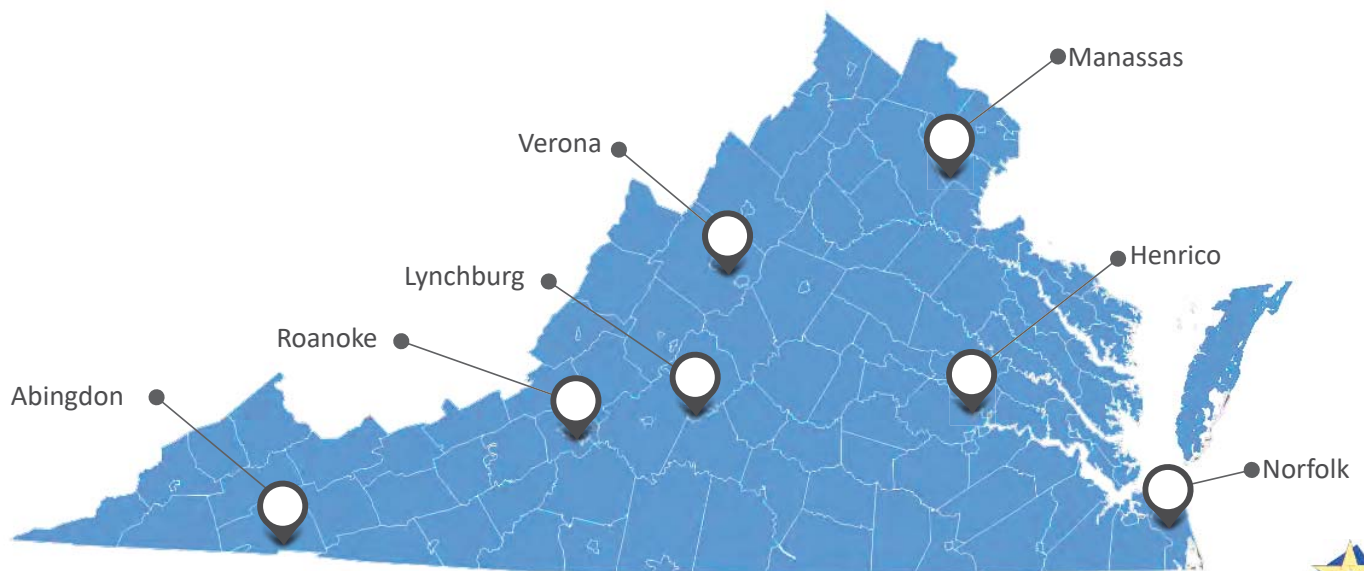 Manassas
Verona
Henrico
Lynchburg
Roanoke
Abingdon
Norfolk